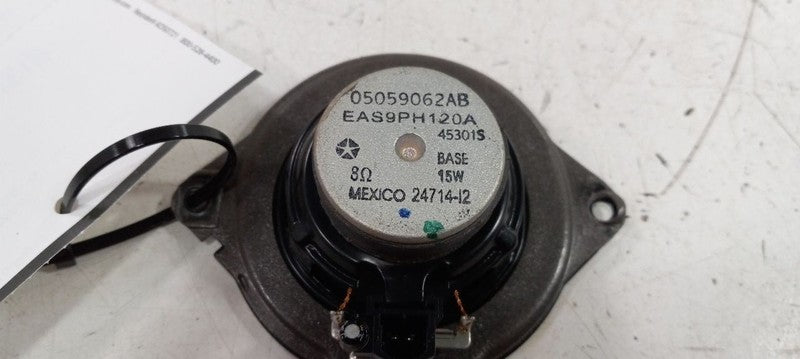 05059062AB
EAS9PH120A
45301S
BASE
8Ω 15W
MEXICO 24714-I2